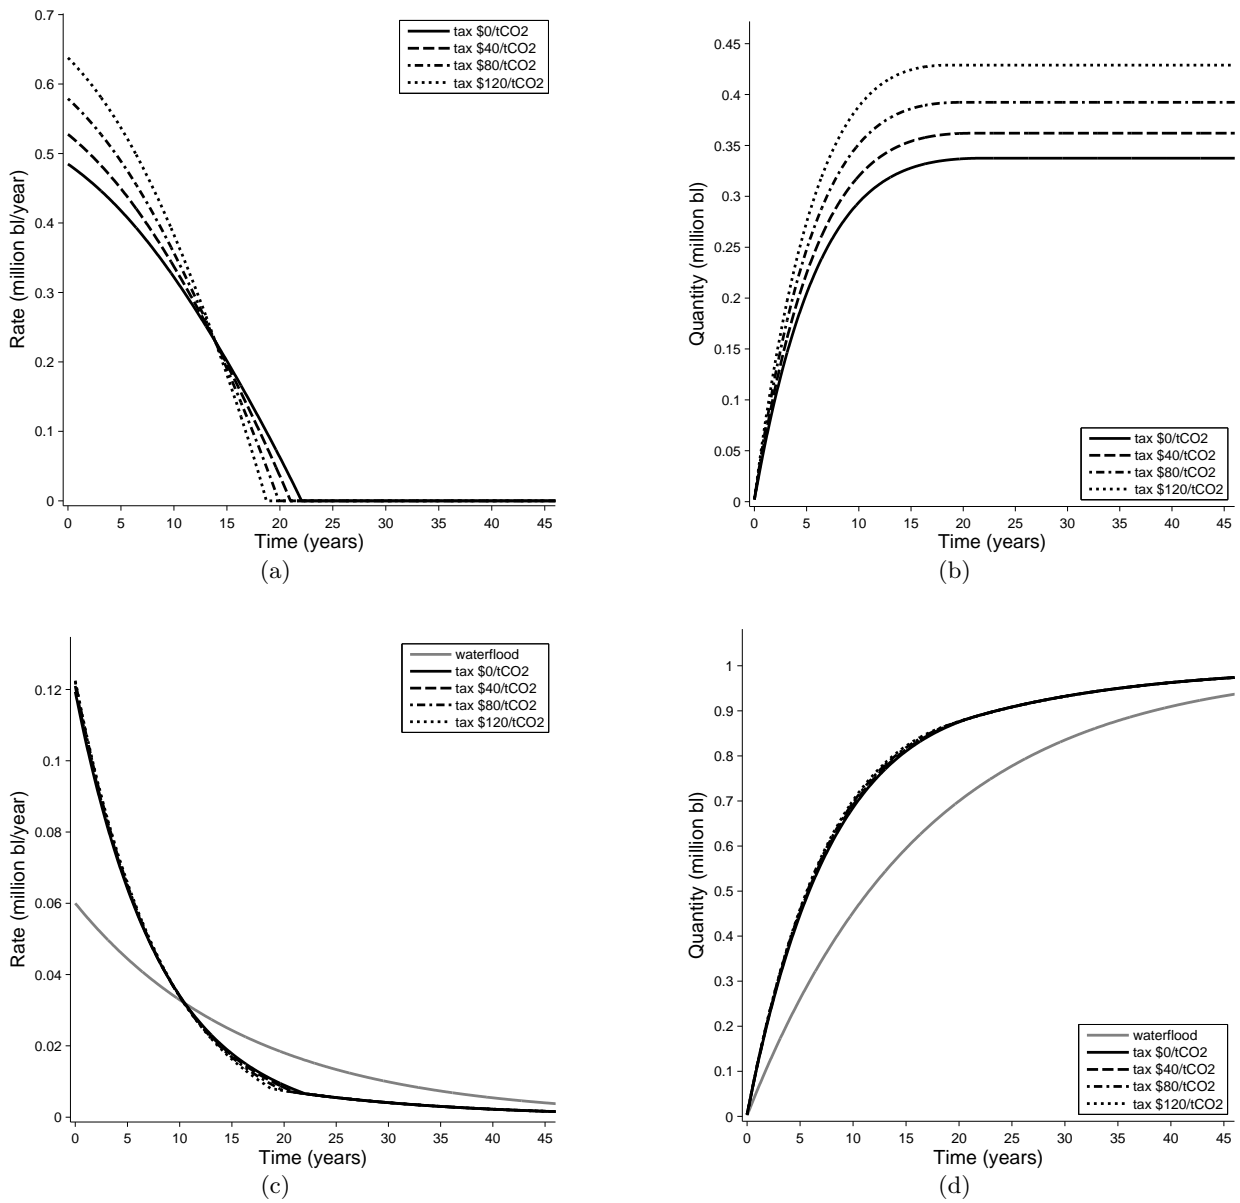 0.7
0.6
0.5
0.4
0.3
0.2
0.1
0
Rate (million bl/year)
0 5 10 15 20 25 30 35 40 45
Time (years)
tax $0/tCO2
tax $40/tCO2
tax $80/tCO2
tax $120/tCO2
(a)
0.45
0.4
0.35
0.3
0.25
0.2
0.15
0.1
0.05
0
Quantity (million bl)
0 5 10 15 20 25 30 35 40 45
Time (years)
tax $0/tCO2
tax $40/tCO2
tax $80/tCO2
tax $120/tCO2
(b)
0.12
0.1
0.08
0.06
0.04
0.02
0
Rate (million bl/year)
0 5 10 15 20 25 30 35 40 45
Time (years)
waterflood
tax $0/tCO2
tax $40/tCO2
tax $80/tCO2
tax $120/tCO2
(c)
1
0.9
0.8
0.7
0.6
0.5
0.4
0.3
0.2
0.1
0
Quantity (million bl)
0 5 10 15 20 25 30 35 40 45
Time (years)
waterflood
tax $0/tCO2
tax $40/tCO2
tax $80/tCO2
tax $120/tCO2
(d)